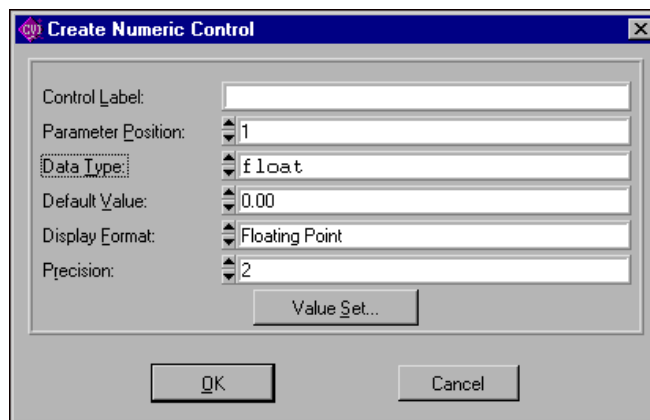 CVI Create Numeric Control
Control Label:
Parameter Position: 1
Data Type: float
Default Value: 0.00
Display Format: Floating Point
Precision: 2
Value Set...
OK Cancel